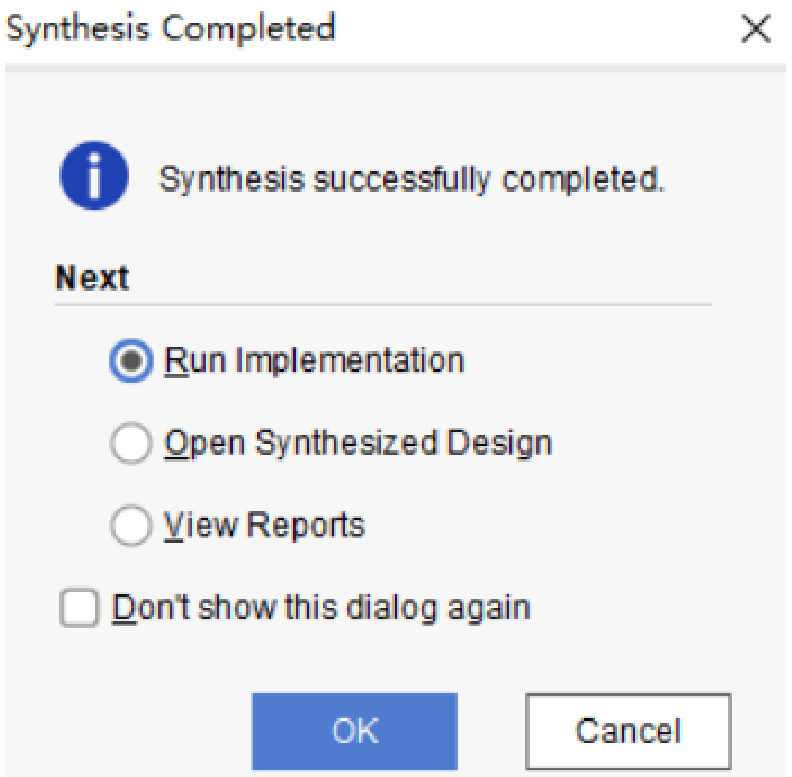 Synthesis Completed
Synthesis successfully completed.
Next
Run Implementation
Open Synthesized Design
View Reports
Don't show this dialog again
OK Cancel